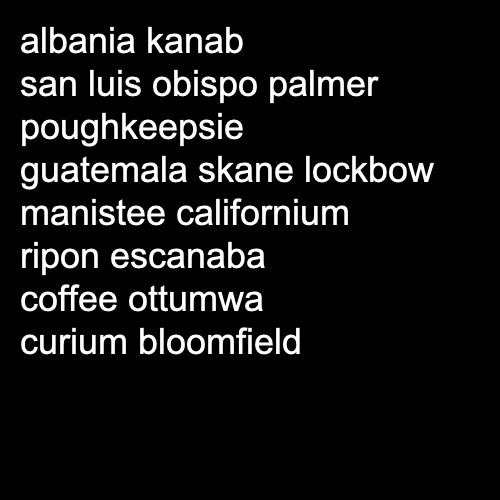 albania kanab
san luis obispo palmer
poughkeepsie
guatemala skane lockbow
manistee californium
ripon escanaba
coffee ottumwa
curium bloomfield